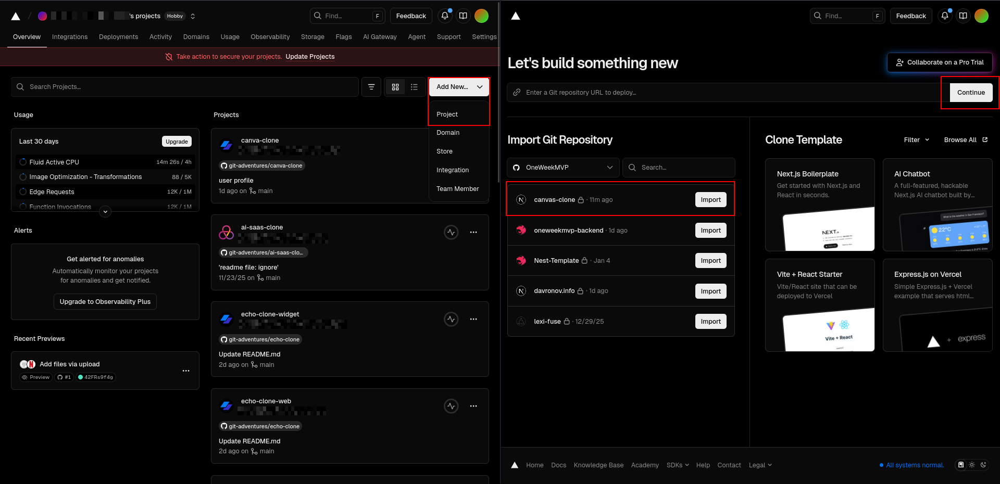 's projects Hobby
Find... F
Feedback
Overview Integrations Deployments Activity Domains Usage Observability Storage Flags AI Gateway Agent Support Settings
Take action to secure your projects. Update Projects
Search Projects...
Add New...
Project
Domain
Store
Integration
Team Member
Usage
Last 30 days Upgrade
Fluid Active CPU 14m 26s / 4h
Image Optimization - Transformations 88 / 5K
Edge Requests 12K / 1M
Function Invocations 12K / 1M
Alerts
Get alerted for anomalies
Automatically monitor your projects
for anomalies and get notified.
Upgrade to Observability Plus
Recent Previews
Add files via upload
Preview #1 42FRs9f4g
Projects
canva-clone
git-adventures/canva-clone
user profile
1d ago on main
ai-saas-clone
git-adventures/ai-saas-clo...
'readme file: ignore'
11/23/25 on main
echo-clone-widget
git-adventures/echo-clone
Update README.md
2d ago on main
echo-clone-web
git-adventures/echo-clone
Update README.md
2d ago on main
Find... F
Feedback
Let's build something new
Collaborate on a Pro Trial
Enter a Git repository URL to deploy...
Continue
Import Git Repository
OneWeekMVP
Search...
canvas-clone · 11m ago Import
oneweekmvp-backend · 1d ago Import
Nest-Template · Jan 4 Import
davronov.info · 1d ago Import
lexi-fuse · 12/29/25 Import
Clone Template
Filter
Browse All
Next.js Boilerplate
Get started with Next.js and
React in seconds.
NEXT.JS
AI Chatbot
A full-featured, hackable
Next.js AI chatbot built by...
What is the weather in San Francisco?
22°C
Vite + React Starter
Vite/React site that can be
deployed to Vercel
Vite + React
Express.js on Vercel
Simple Express.js + Vercel
example that serves html...
+ express
Home Docs Knowledge Base Academy SDKs Help Contact Legal
All systems normal.